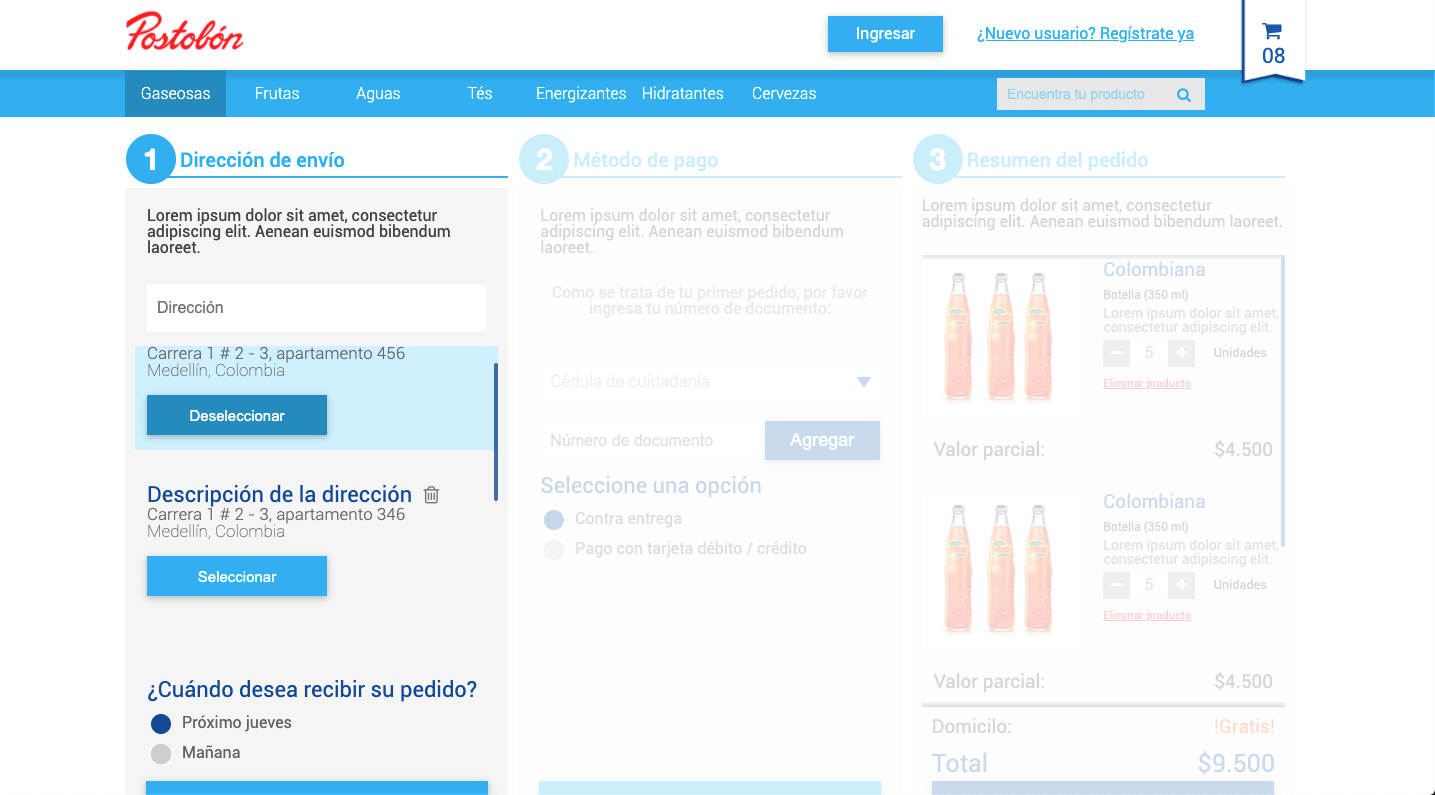 Postobón
Ingresar
¿Nuevo usuario? Regístrate ya
08
Gaseosas
Frutas
Aguas
Tés
Energizantes
Hidratantes
Cervezas
Encuentra tu producto
1 Dirección de envío
Lorem ipsum dolor sit amet, consectetur
adipiscing elit. Aenean euismod bibendum
laoreet.
Dirección
Carrera 1 # 2 - 3, apartamento 456
Medellín, Colombia
Deseleccionar
Descripción de la dirección
Carrera 1 # 2 - 3, apartamento 346
Medellín, Colombia
Seleccionar
¿Cuándo desea recibir su pedido?
Próximo jueves
Mañana
2 Método de pago
Lorem ipsum dolor sit amet, consectetur
adipiscing elit. Aenean euismod bibendum
laoreet.
Como se trata de tu primer pedido, por favor
ingresa tu número de documento:
Cédula de cuidadanía
Número de documento
Agregar
Seleccione una opción
Contra entrega
Pago con tarjeta débito / crédito
3 Resumen del pedido
Lorem ipsum dolor sit amet, consectetur
adipiscing elit. Aenean euismod bibendum laoreet.
Colombiana
Botella (350 ml)
Lorem ipsum dolor sit amet,
consectetur adipiscing elit.
− 5 + Unidades
Eliminar producto
Valor parcial: $4.500
Colombiana
Botella (350 ml)
Lorem ipsum dolor sit amet,
consectetur adipiscing elit.
− 5 + Unidades
Eliminar producto
Valor parcial: $4.500
Domicilo: !Gratis!
Total $9.500